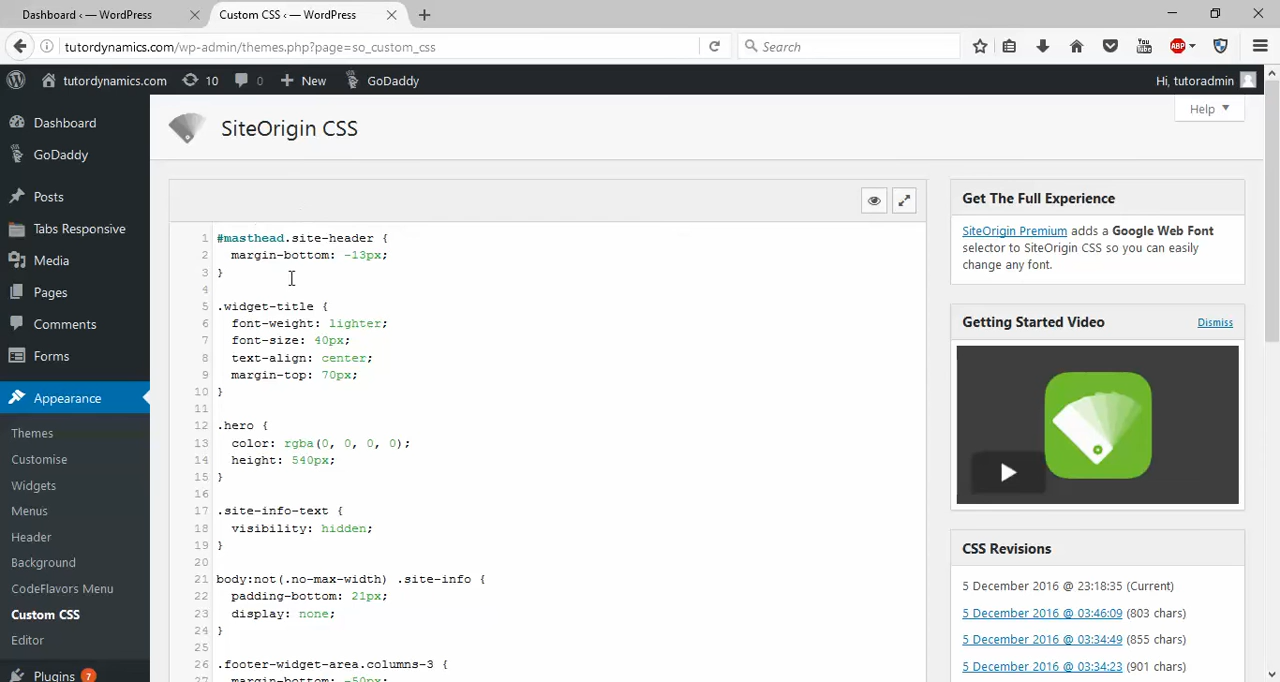 Dashboard ‹ — WordPress
Custom CSS ‹ — WordPress
tutordynamics.com/wp-admin/themes.php?page=so_custom_css
Search
You Tube
ABP
tutordynamics.com
10
0
New
GoDaddy
Hi, tutoradmin
Dashboard
GoDaddy
Posts
Tabs Responsive
Media
Pages
Comments
Forms
Appearance
Themes
Customise
Widgets
Menus
Header
CodeFlavors Menu
Custom CSS
Editor
Plugins 7
Help
SiteOrigin CSS
1 #masthead.site-header {
2 margin-bottom: -13px;
3 }
4
5 .widget-title {
6 font-weight: lighter;
7 font-size: 40px;
8 text-align: center;
9 margin-top: 70px;
10 }
11
12 .hero {
13 color: rgba(0, 0, 0, 0);
14 height: 540px;
15 }
16
17 .site-info-text {
18 visibility: hidden;
19 }
20
21 body:not(.no-max-width) .site-info {
22 padding-bottom: 21px;
23 display: none;
24 }
25
26 .footer-widget-area.columns-3 {
27 margin-bottom: -50px;
Get The Full Experience
SiteOrigin Premium adds a Google Web Font
selector to SiteOrigin CSS so you can easily
change any font.
Getting Started Video
Dismiss
CSS Revisions
5 December 2016 @ 23:18:35 (Current)
5 December 2016 @ 03:46:09 (803 chars)
5 December 2016 @ 03:34:49 (855 chars)
5 December 2016 @ 03:34:23 (901 chars)
Background